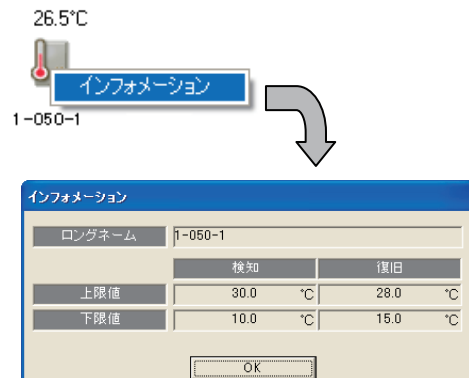 26.5℃
インフォメーション
1-050-1
インフォメーション
ロングネーム 1-050-1
検知 復旧
上限値 30.0 ℃ 28.0 ℃
下限値 10.0 ℃ 15.0 ℃
OK